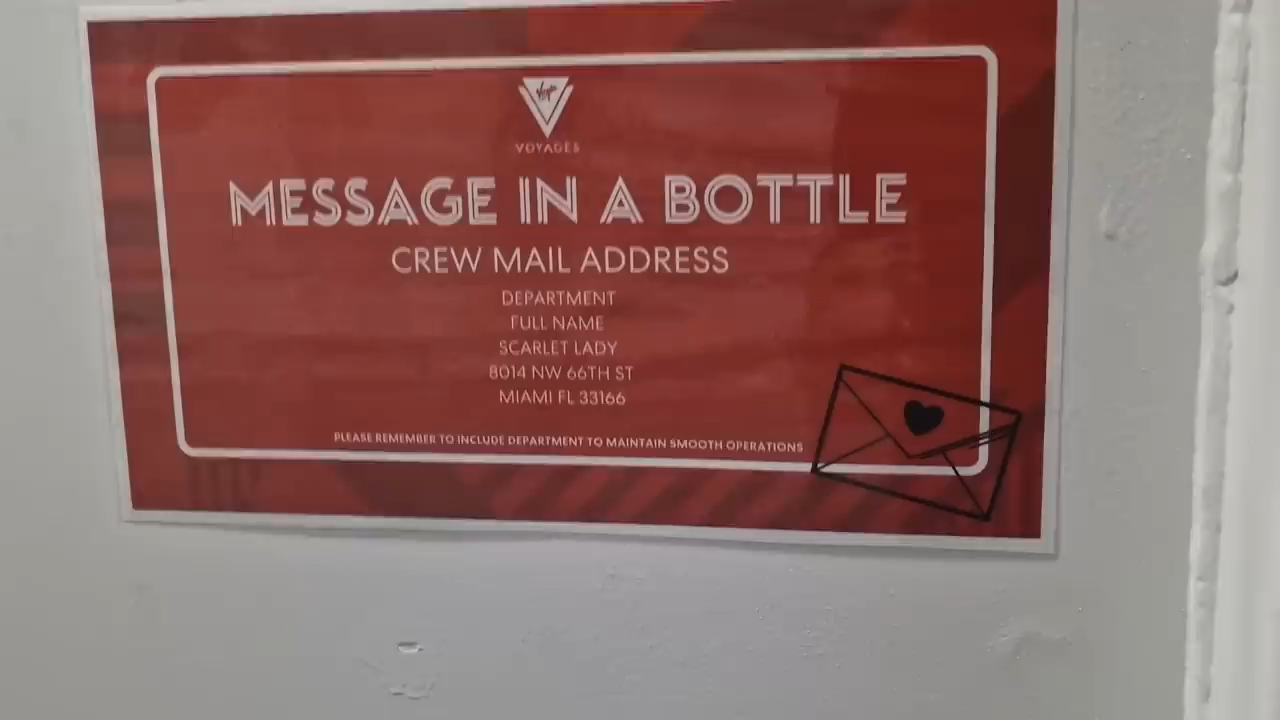 Virgin
VOYAGES
MESSAGE IN A BOTTLE
CREW MAIL ADDRESS
DEPARTMENT
FULL NAME
SCARLET LADY
8014 NW 66TH ST
MIAMI FL 33166
PLEASE REMEMBER TO INCLUDE DEPARTMENT TO MAINTAIN SMOOTH OPERATIONS